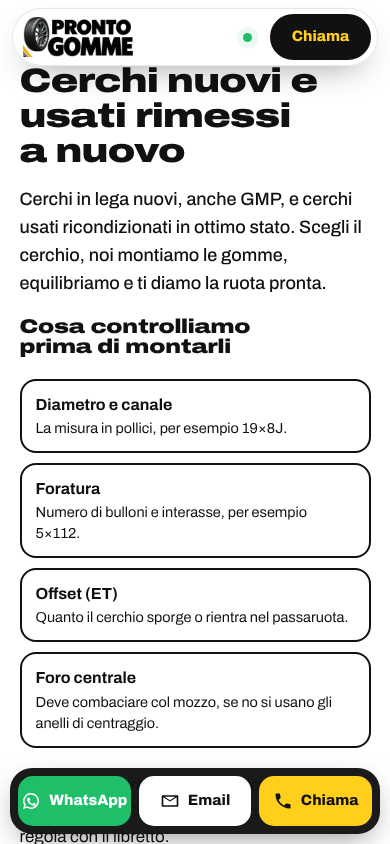 PRONTO
GOMME
Chiama
Cerchi nuovi e
usati rimessi
a nuovo
Cerchi in lega nuovi, anche GMP, e cerchi
usati ricondizionati in ottimo stato. Scegli il
cerchio, noi montiamo le gomme,
equilibriamo e ti diamo la ruota pronta.
Cosa controlliamo
prima di montarli
Diametro e canale
La misura in pollici, per esempio 19×8J.
Foratura
Numero di bulloni e interasse, per esempio
5×112.
Offset (ET)
Quanto il cerchio sporge o rientra nel passaruota.
Foro centrale
Deve combaciare col mozzo, se no si usano gli
anelli di centraggio.
WhatsApp
Email
Chiama
regola con il libretto.